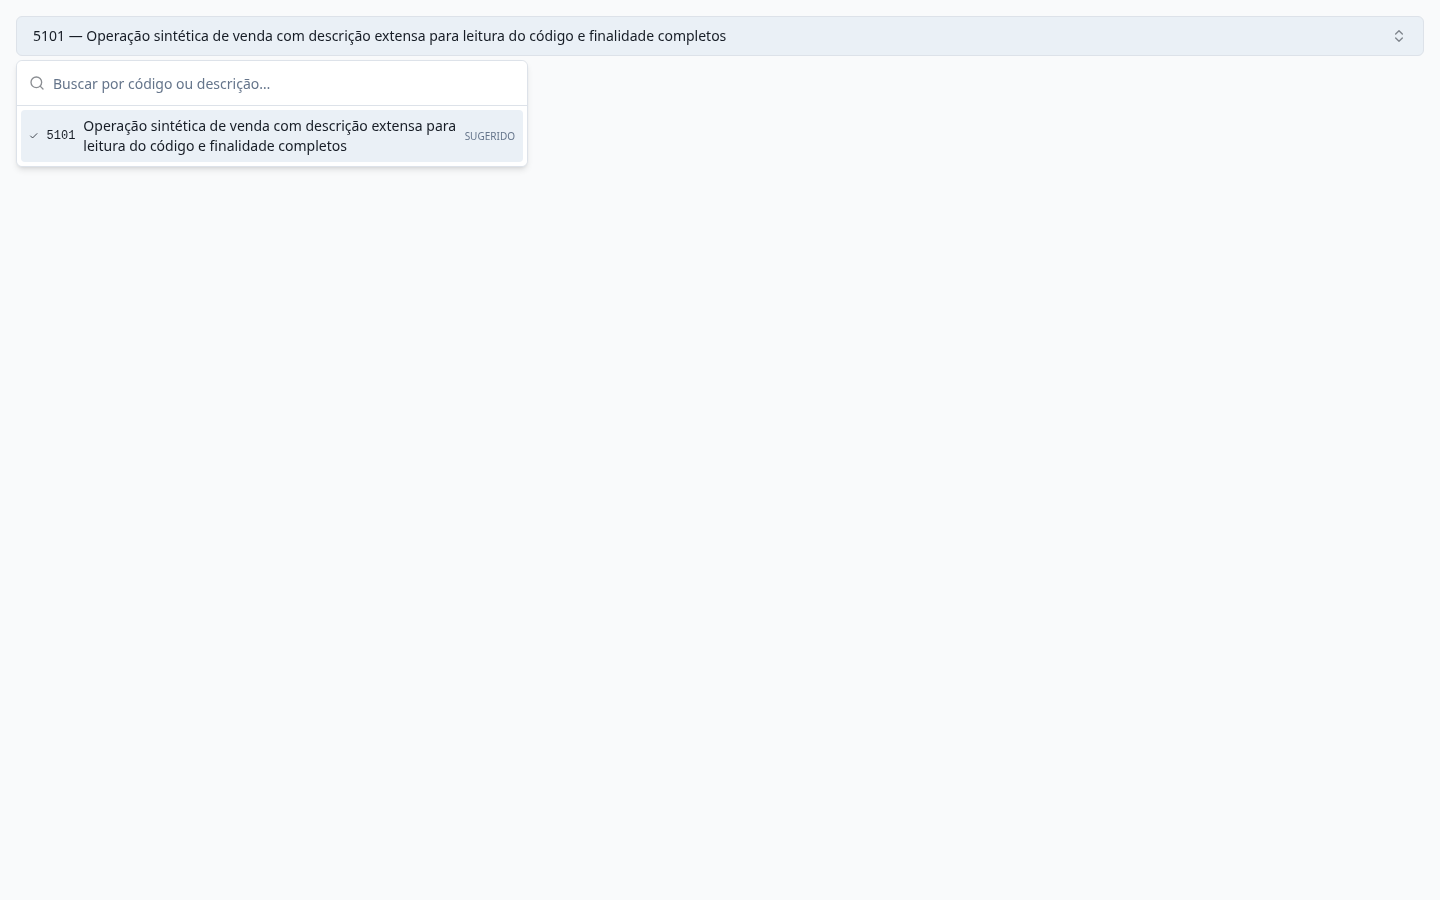 5101 — Operação sintética de venda com descrição extensa para leitura do código e finalidade completos
Buscar por código ou descrição...
5101 Operação sintética de venda com descrição extensa para SUGERIDO
leitura do código e finalidade completos